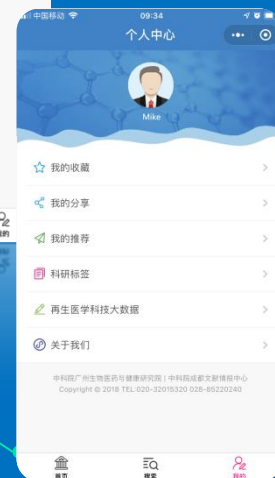 中国移动 09:34
个人中心
Mike
我的收藏
我的分享
我的推荐
科研标签
再生医学科技大数据
关于我们
中科院广州生物医药与健康研究院 | 中科院成都文献情报中心
Copyright © 2018 TEL:020-32015320 028-85220240
首页 搜索 我的
我的